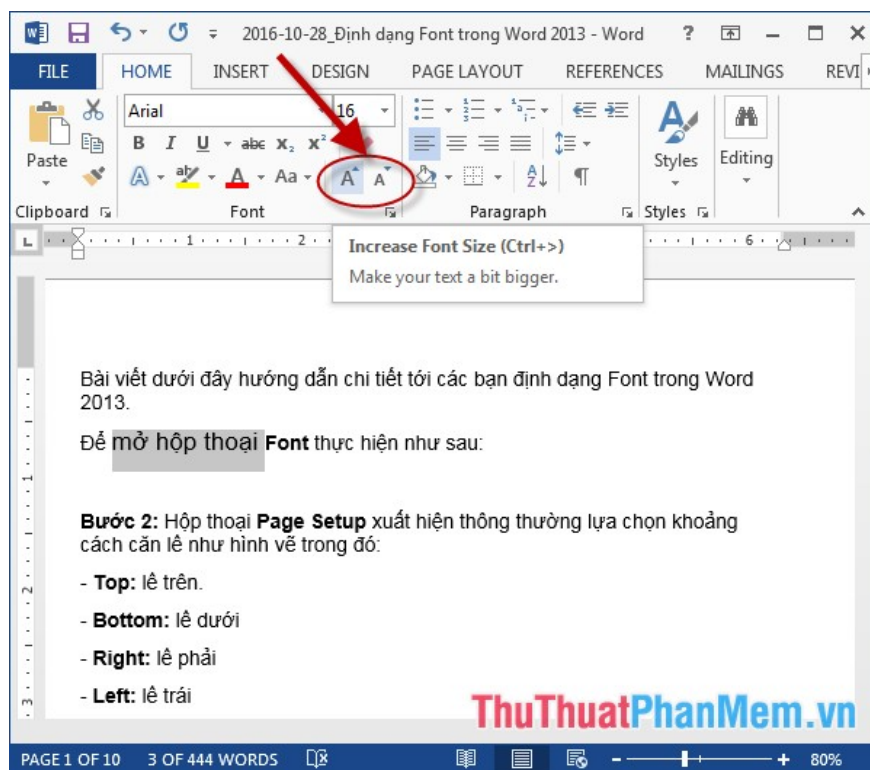 2016-10-28_Định dạng Font trong Word 2013 - Word ?
FILE HOME INSERT DESIGN PAGE LAYOUT REFERENCES MAILINGS REVI
Arial 16
B I U abc X₂ X²
Paste A aby A Aa A A Styles Editing
Clipboard Font Paragraph Styles
L 1 2 6
Increase Font Size (Ctrl+>)
Make your text a bit bigger.
Bài viết dưới đây hướng dẫn chi tiết tới các bạn định dạng Font trong Word
2013.
Để mở hộp thoại Font thực hiện như sau:
Bước 2: Hộp thoại Page Setup xuất hiện thông thường lựa chọn khoảng
cách căn lề như hình vẽ trong đó:
- Top: lề trên.
- Bottom: lề dưới
- Right: lề phải
- Left: lề trái
ThuThuatPhanMem.vn
PAGE 1 OF 10 3 OF 444 WORDS 80%